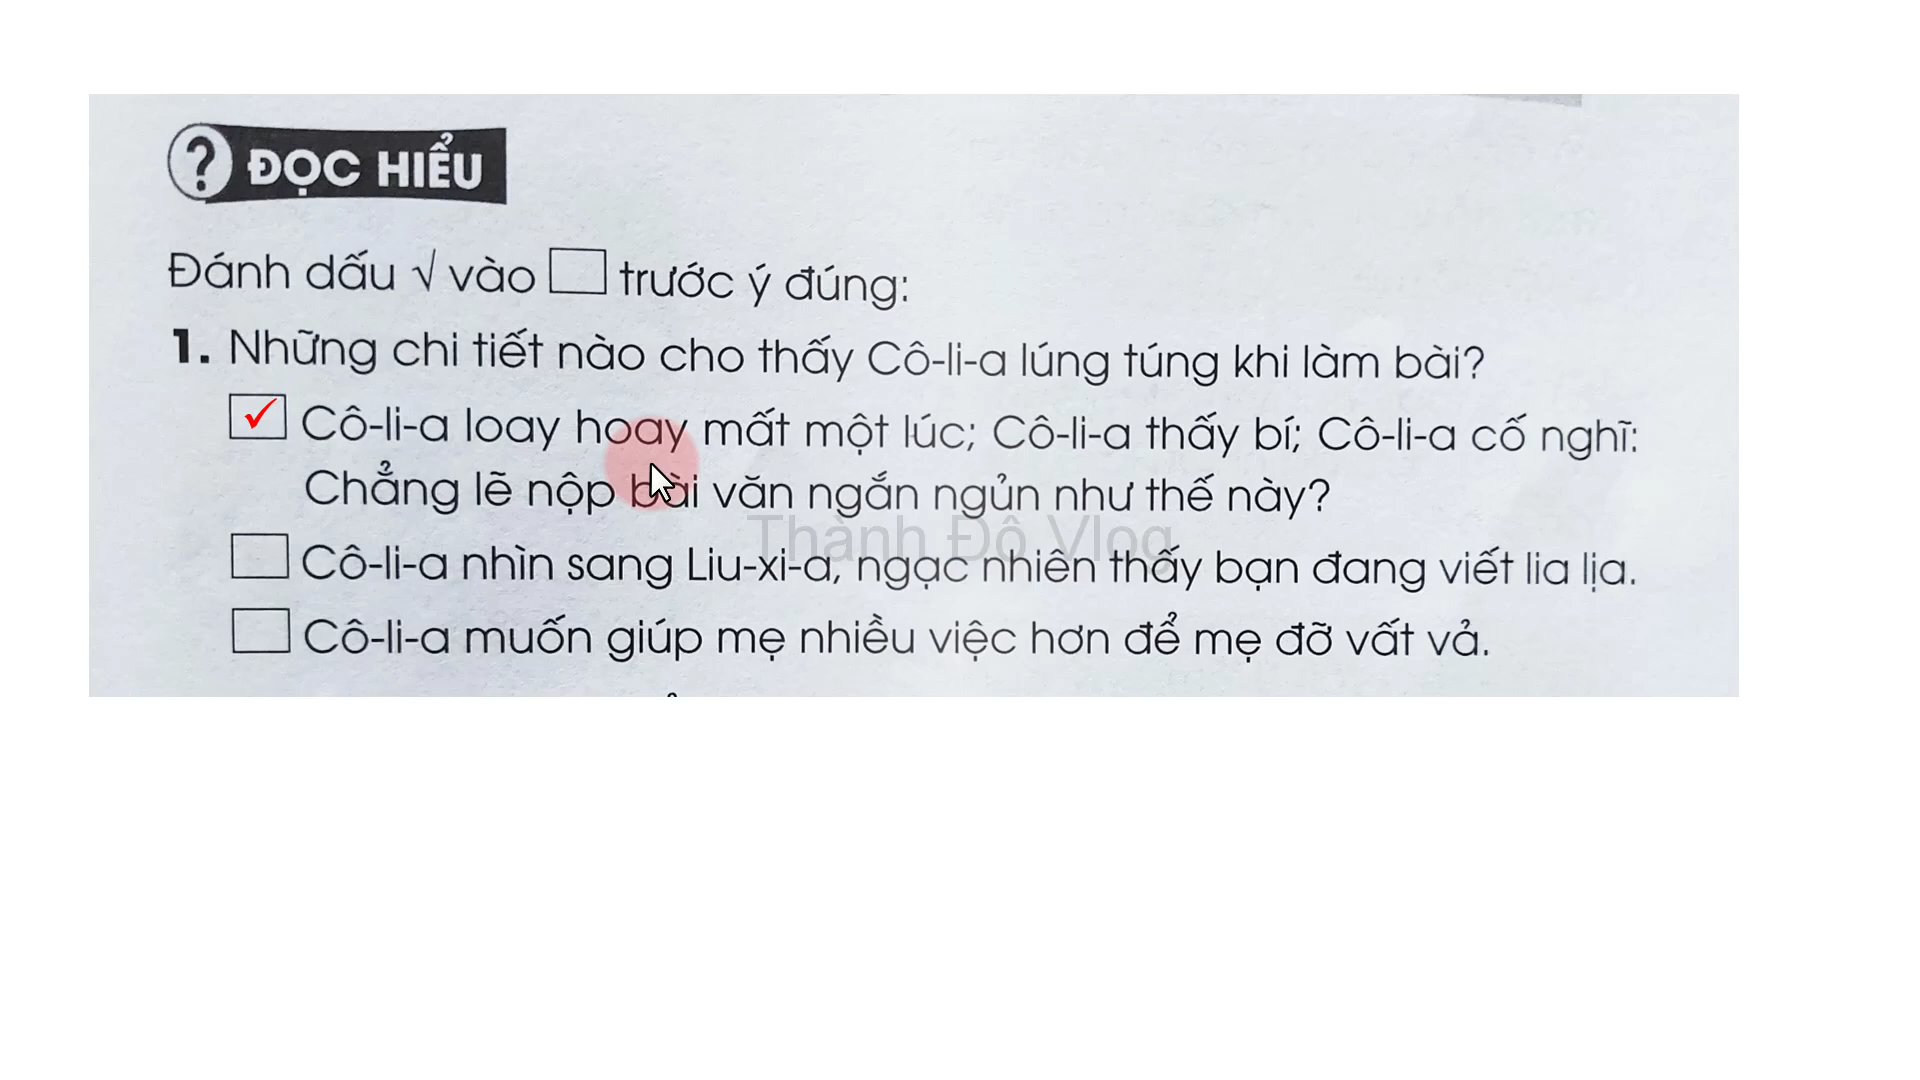 ? ĐỌC HIỂU
Đánh dấu √ vào □ trước ý đúng:
1. Những chi tiết nào cho thấy Cô-li-a lúng túng khi làm bài?
✓ Cô-li-a loay hoay mất một lúc; Cô-li-a thấy bí; Cô-li-a cố nghĩ:
Chẳng lẽ nộp bài văn ngắn ngủn như thế này?
Thành Đô Vlog
□ Cô-li-a nhìn sang Liu-xi-a, ngạc nhiên thấy bạn đang viết lia lịa.
□ Cô-li-a muốn giúp mẹ nhiều việc hơn để mẹ đỡ vất vả.